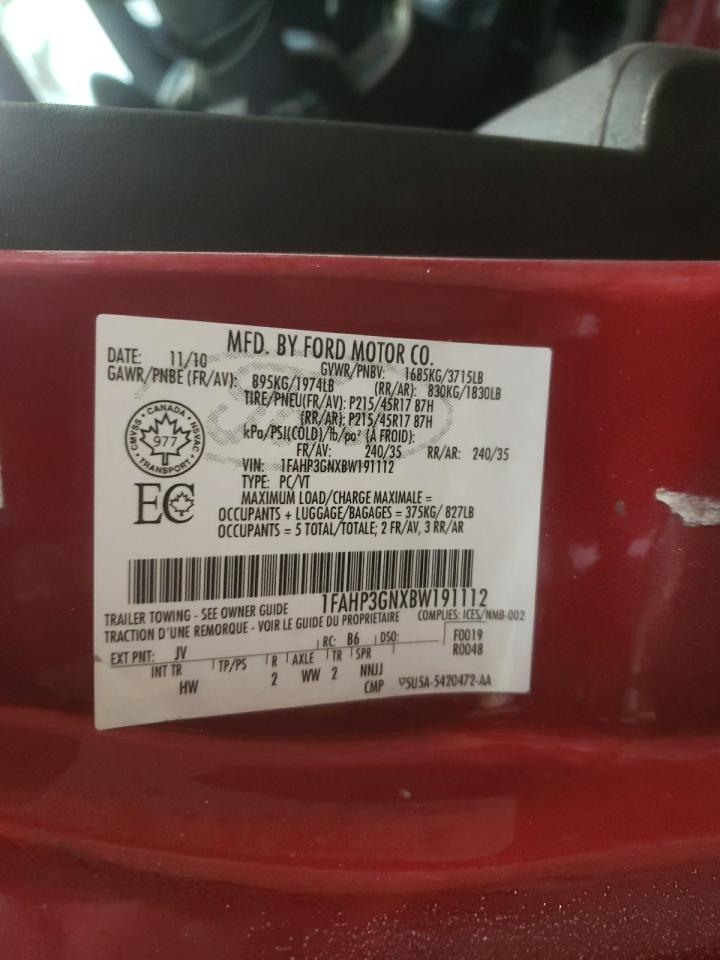 MFD. BY FORD MOTOR CO.
DATE: 11/10 GVWR/PNBV: 1685KG/3715LB
GAWR/PNBE (FR/AV): 895KG/1974LB (RR/AR): 830KG/1830LB
TIRE/PNEU(FR/AV): P215/45R17 87H
(RR/AR): P215/45R17 87H
kPa/PSI(COLD)/lb/po² (À FROID):
FR/AV: 240/35 RR/AR: 240/35
VIN: 1FAHP3GNXBW191112
TYPE: PC/VT
MAXIMUM LOAD/CHARGE MAXIMALE =
OCCUPANTS + LUGGAGE/BAGAGES = 375KG/ 827LB
OCCUPANTS = 5 TOTAL/TOTALE; 2 FR/AV, 3 RR/AR
CANADA
CMVSS 977 NSVAC
TRANSPORT
EC
1FAHP3GNXBW191112
TRAILER TOWING - SEE OWNER GUIDE COMPLIES: ICES/NMB-002
TRACTION D'UNE REMORQUE - VOIR LE GUIDE DU PROPRIETAIRE
EXT PNT: JV RC: B6 DSO: F0019
R0048
INT TR TP/PS R AXLE TR SPR
HW 2 WW 2 NNJJ
CMP 5U5A-5420472-AA